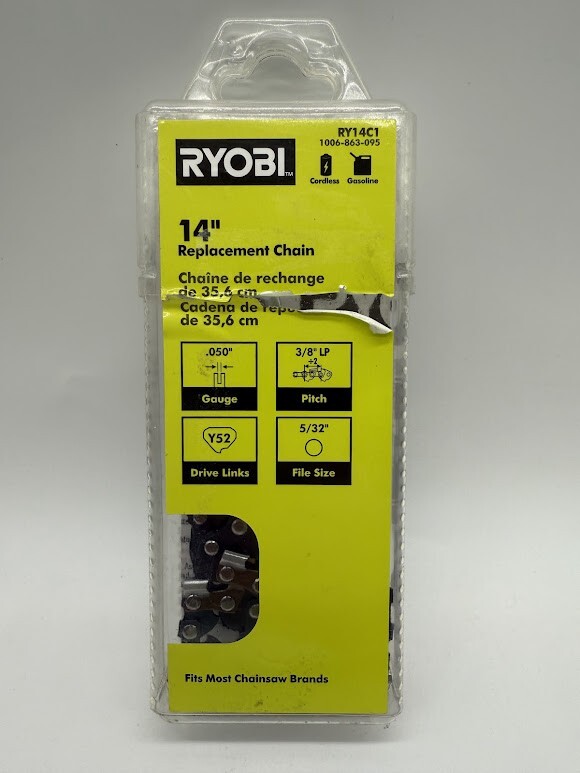 RY14C1
1006-863-095
RYOBI™
Cordless Gasoline
14"
Replacement Chain
Chaîne de rechange
de 35,6 cm
Cadena de
de 35,6 cm
.050"
Gauge
3/8" LP
÷2
Pitch
Y52
Drive Links
5/32"
File Size
Fits Most Chainsaw Brands